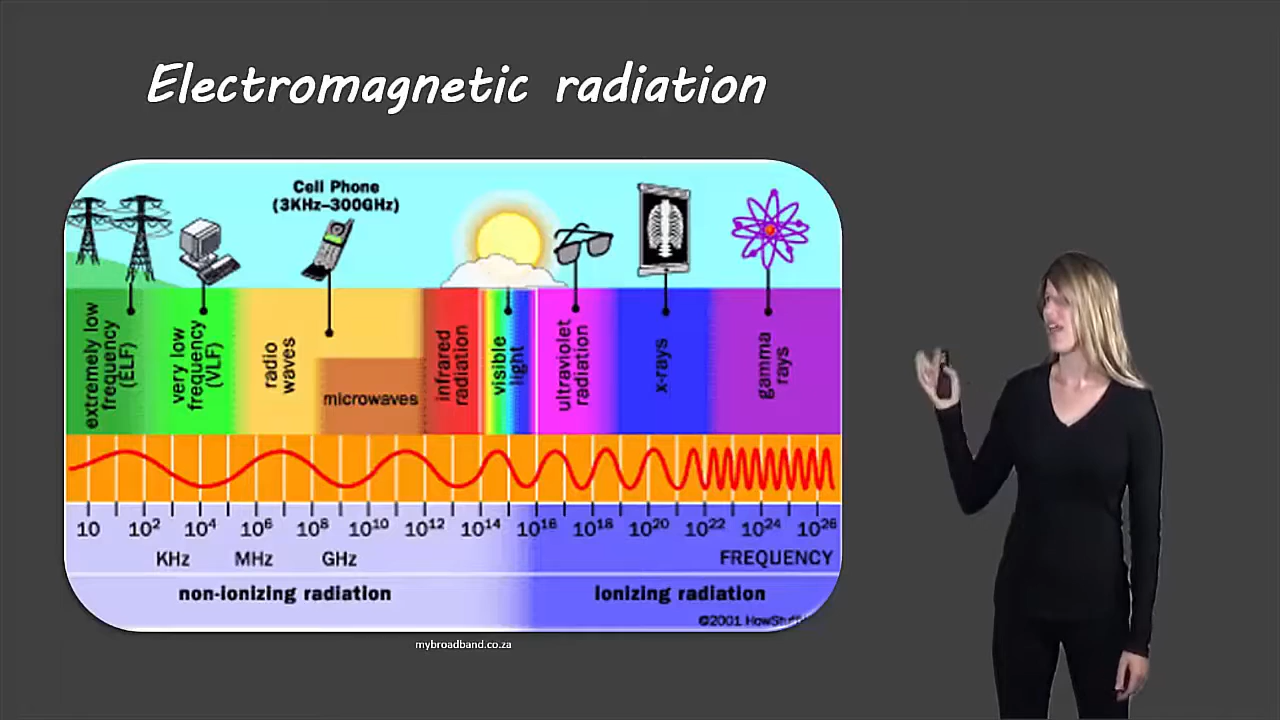 Electromagnetic radiation
Cell Phone
(3KHz–300GHz)
extremely low
frequency
(ELF)
very low
frequency
(VLF)
radio
waves
microwaves
infrared
radiation
visible
light
ultraviolet
radiation
x-rays
gamma
rays
10 10² 10⁴ 10⁶ 10⁸ 10¹⁰ 10¹² 10¹⁴ 10¹⁶ 10¹⁸ 10²⁰ 10²² 10²⁴ 10²⁶
KHz MHz GHz FREQUENCY
non-ionizing radiation Ionizing radiation
©2001
mybroadband.co.za